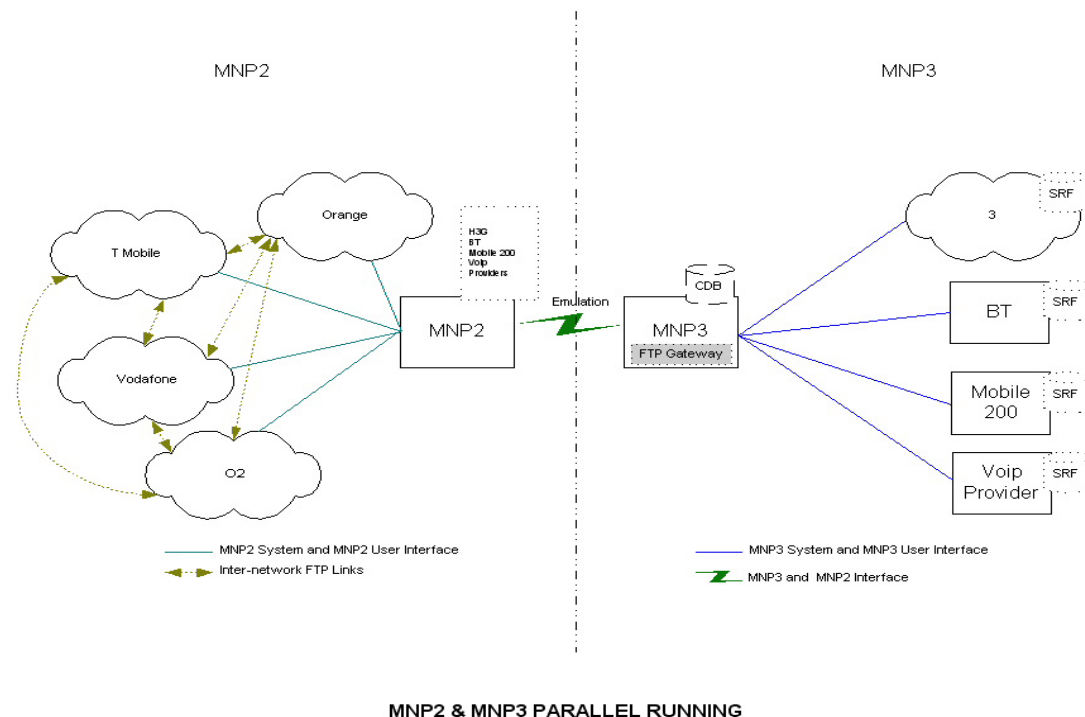 MNP2
MNP3
Orange
T Mobile
Vodafone
O2
H3G
BT
Mobile 200
Voip
Providers
MNP2
Emulation
CDB
MNP3
FTP Gateway
3
SRF
BT
SRF
Mobile
200
SRF
Voip
Provider
SRF
MNP2 System and MNP2 User Interface
Inter-network FTP Links
MNP3 System and MNP3 User Interface
MNP3 and MNP2 Interface
MNP2 & MNP3 PARALLEL RUNNING